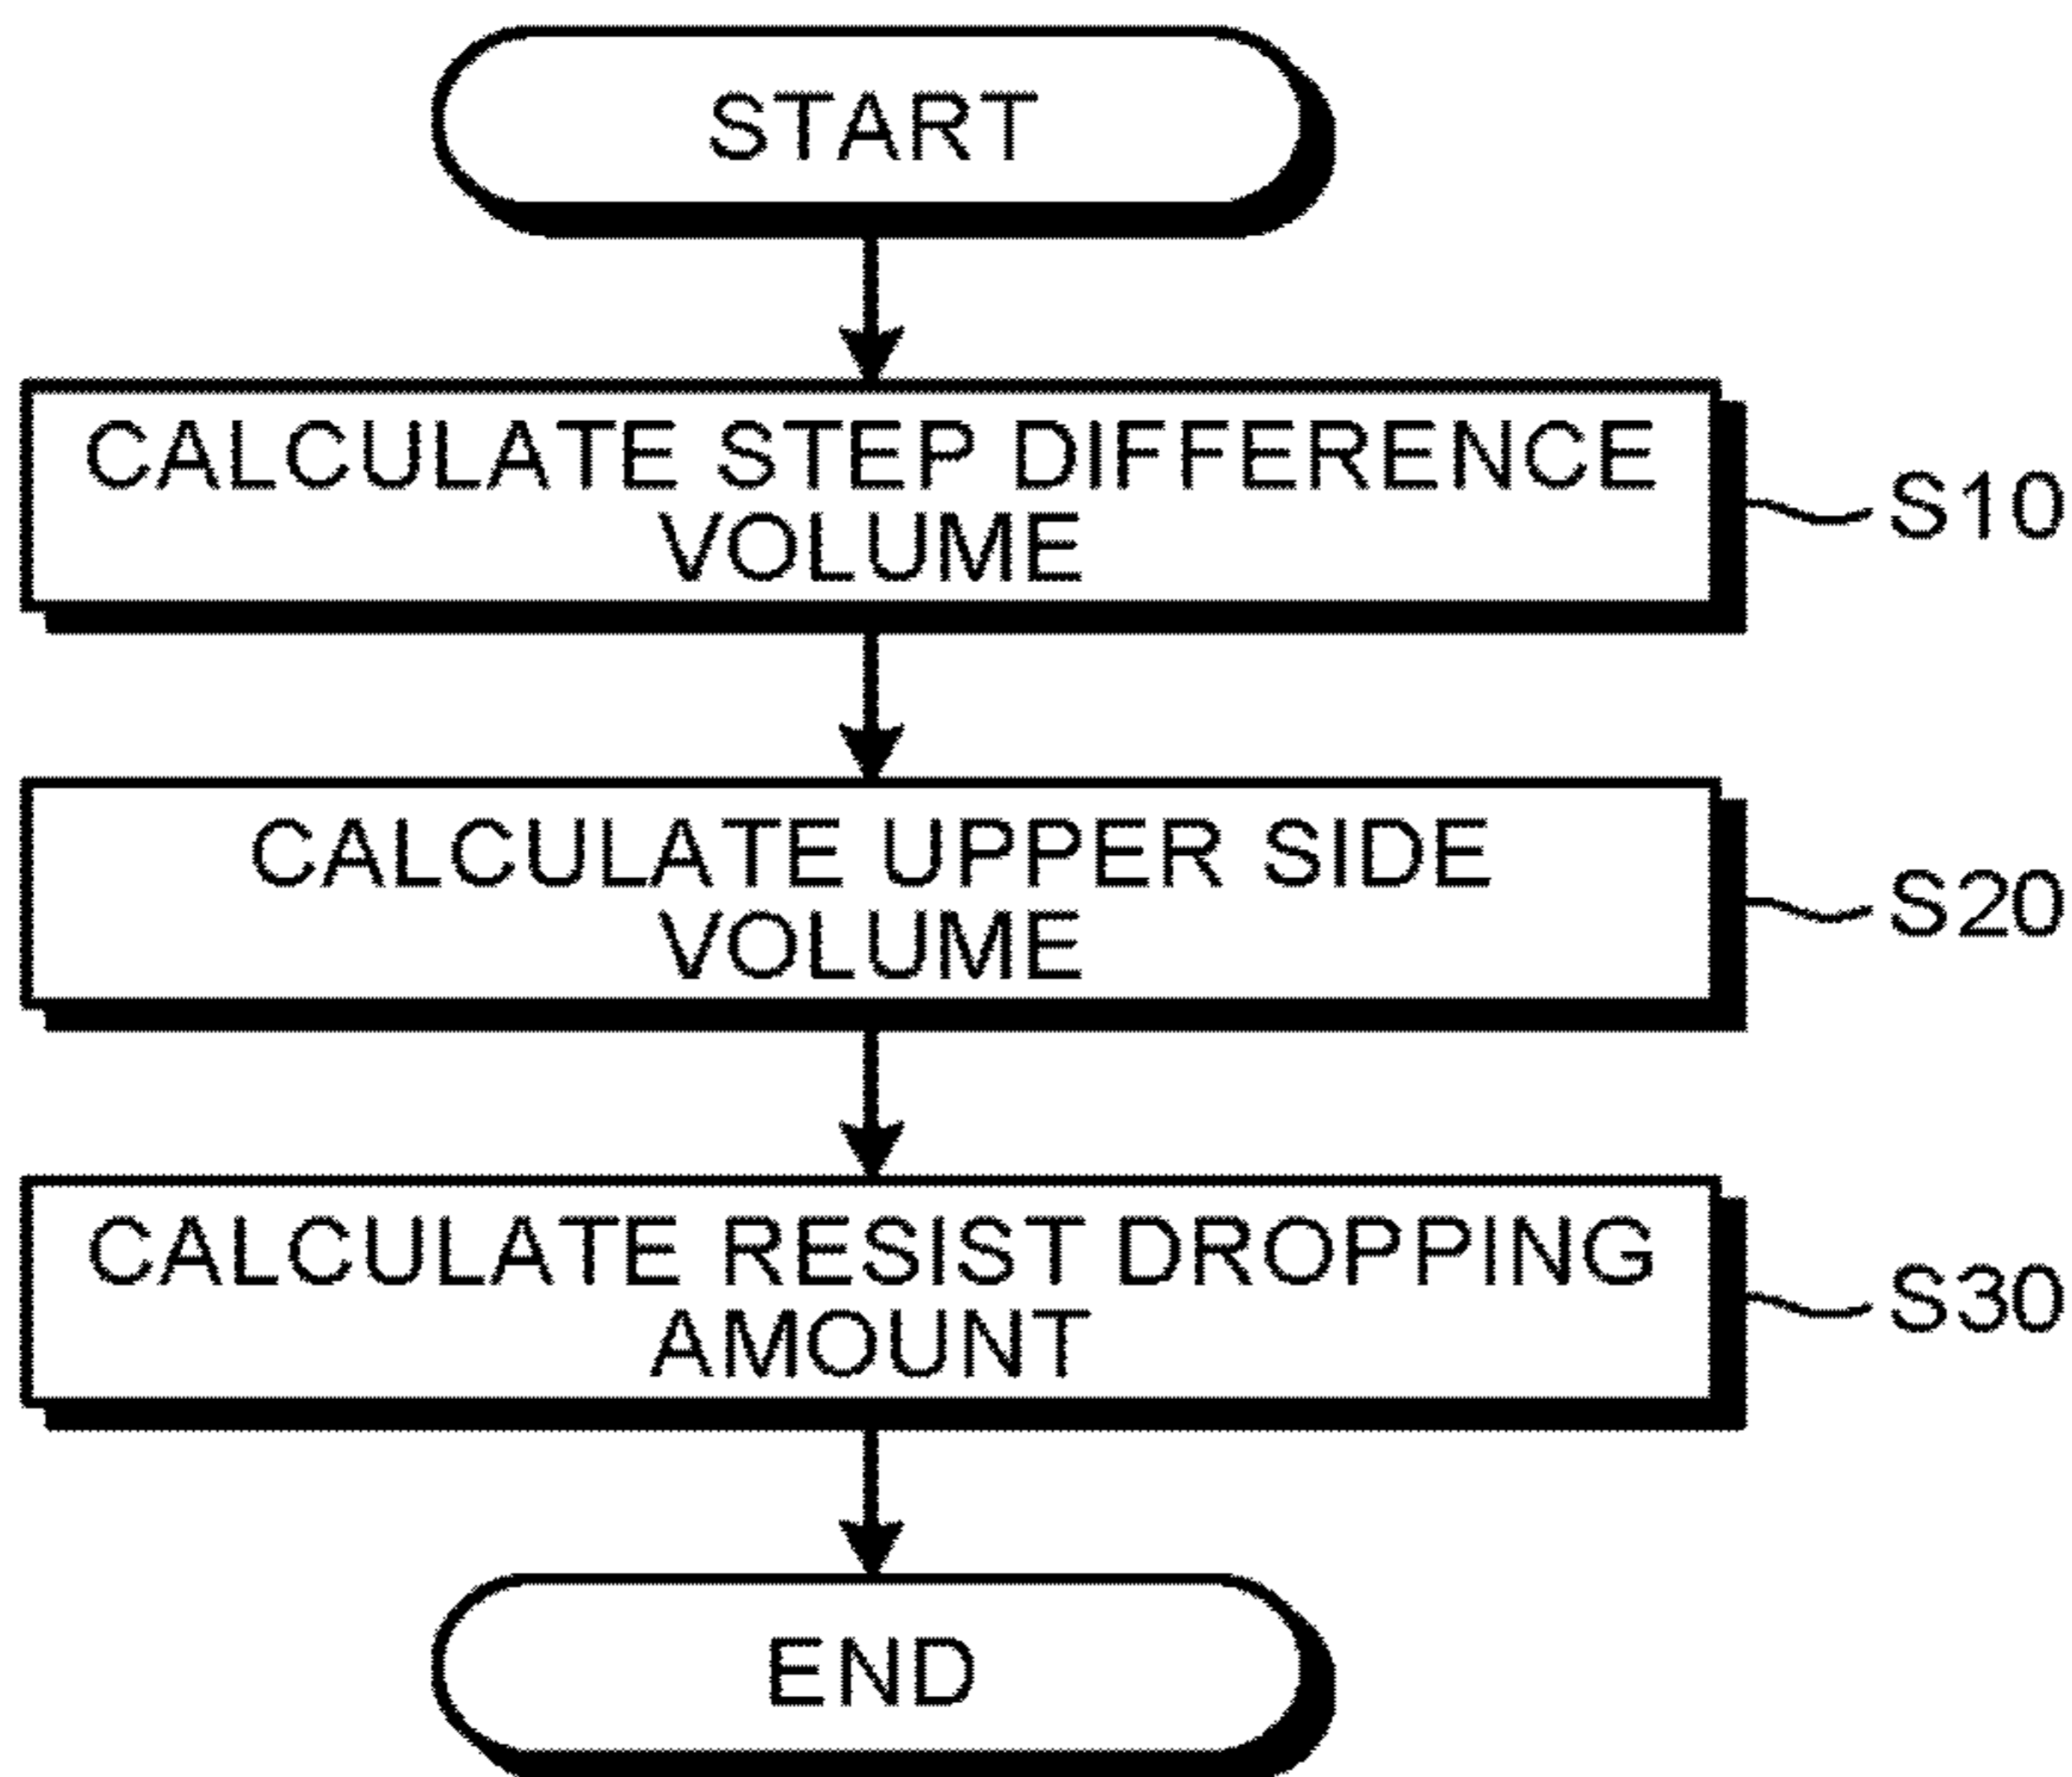 START
CALCULATE STEP DIFFERENCE
VOLUME
S10
CALCULATE UPPER SIDE
VOLUME
S20
CALCULATE RESIST DROPPING
AMOUNT
S30
END